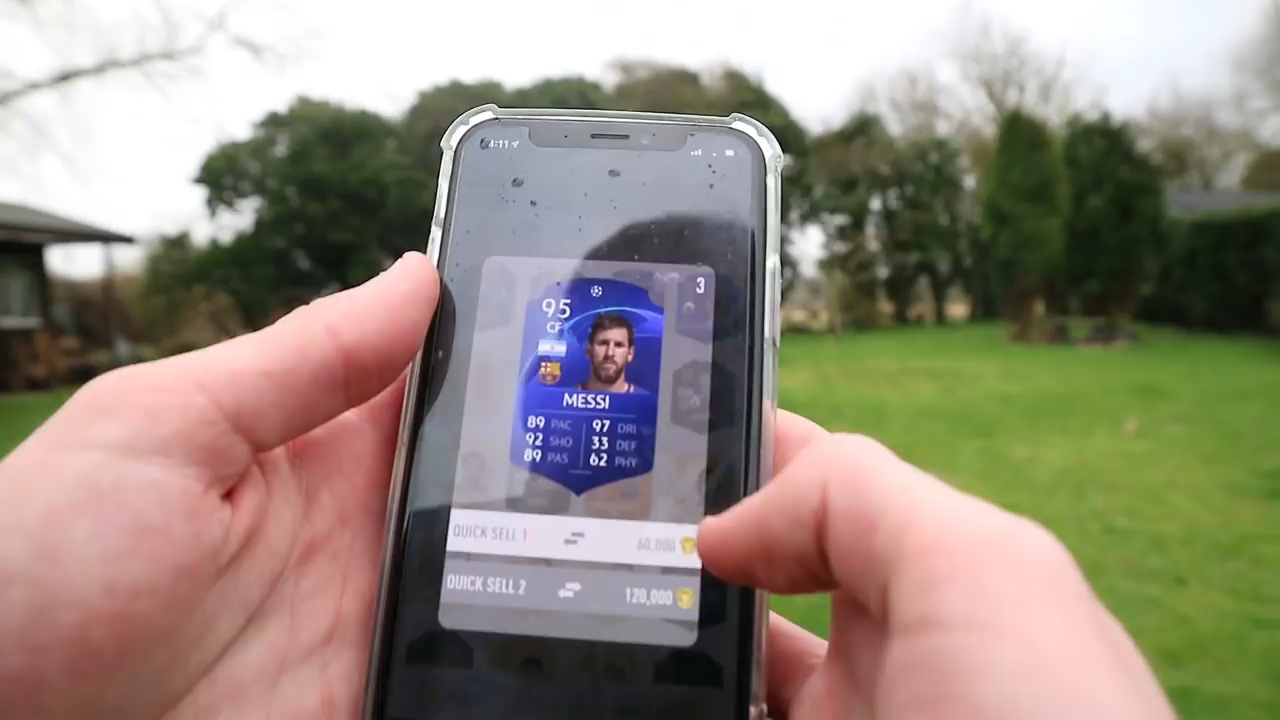 4:11
3
95
CF
MESSI
89 PAC 97 DRI
92 SHO 33 DEF
89 PAS 62 PHY
QUICK SELL 1 60,000
QUICK SELL 2 120,000